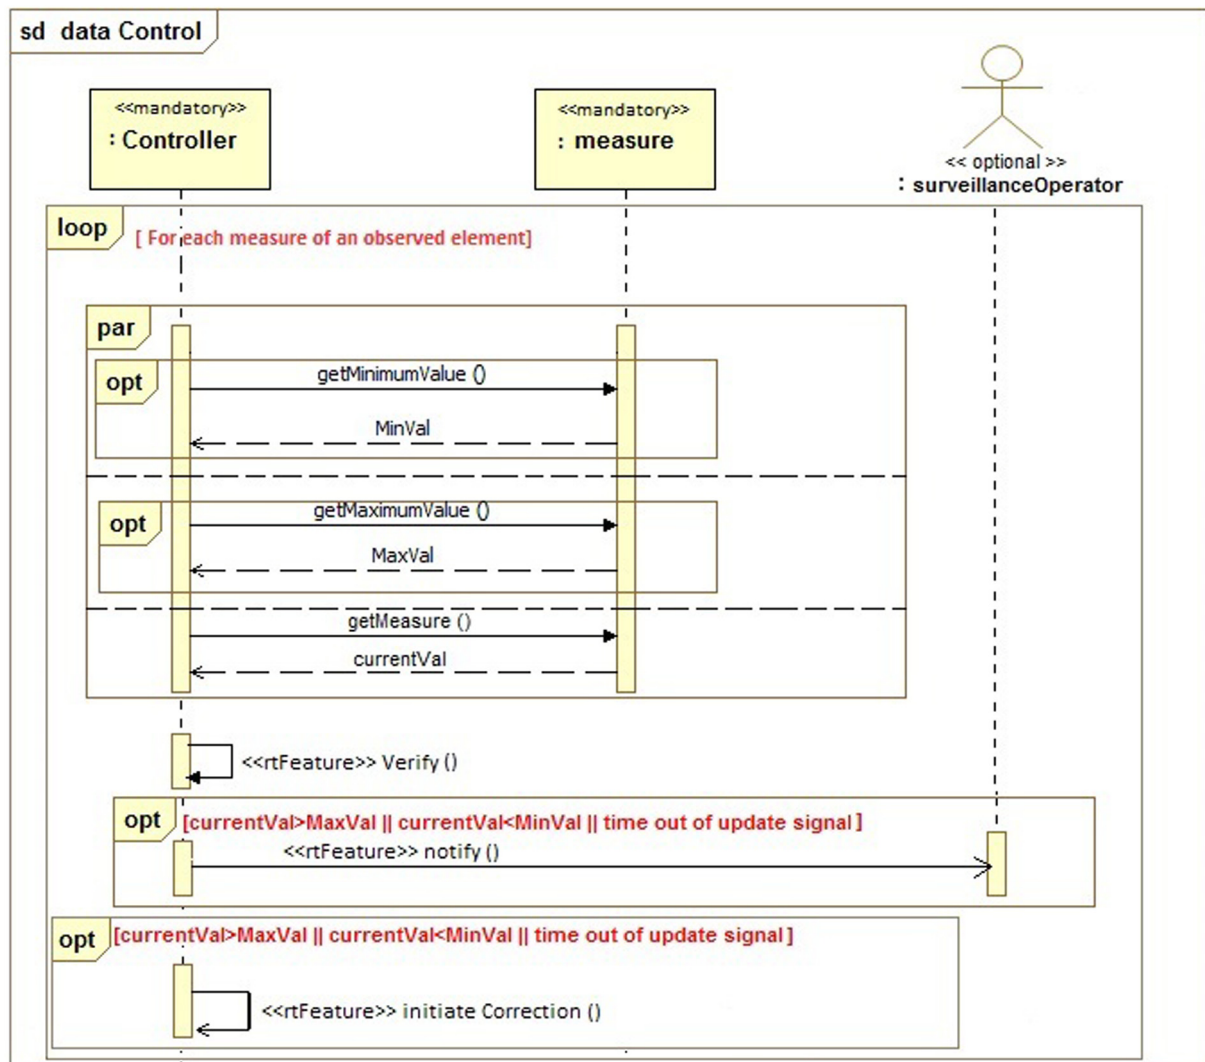 sd data Control
<<mandatory>>
: Controller
<<mandatory>>
: measure
<< optional >>
: surveillanceOperator
loop
[ For each measure of an observed element]
par
opt
getMinimumValue ()
MinVal
opt
getMaximumValue ()
MaxVal
getMeasure ()
currentVal
<<rtFeature>> Verify ()
opt
[currentVal>MaxVal || currentVal<MinVal || time out of update signal ]
<<rtFeature>> notify ()
opt
[currentVal>MaxVal || currentVal<MinVal || time out of update signal ]
<<rtFeature>> initiate Correction ()